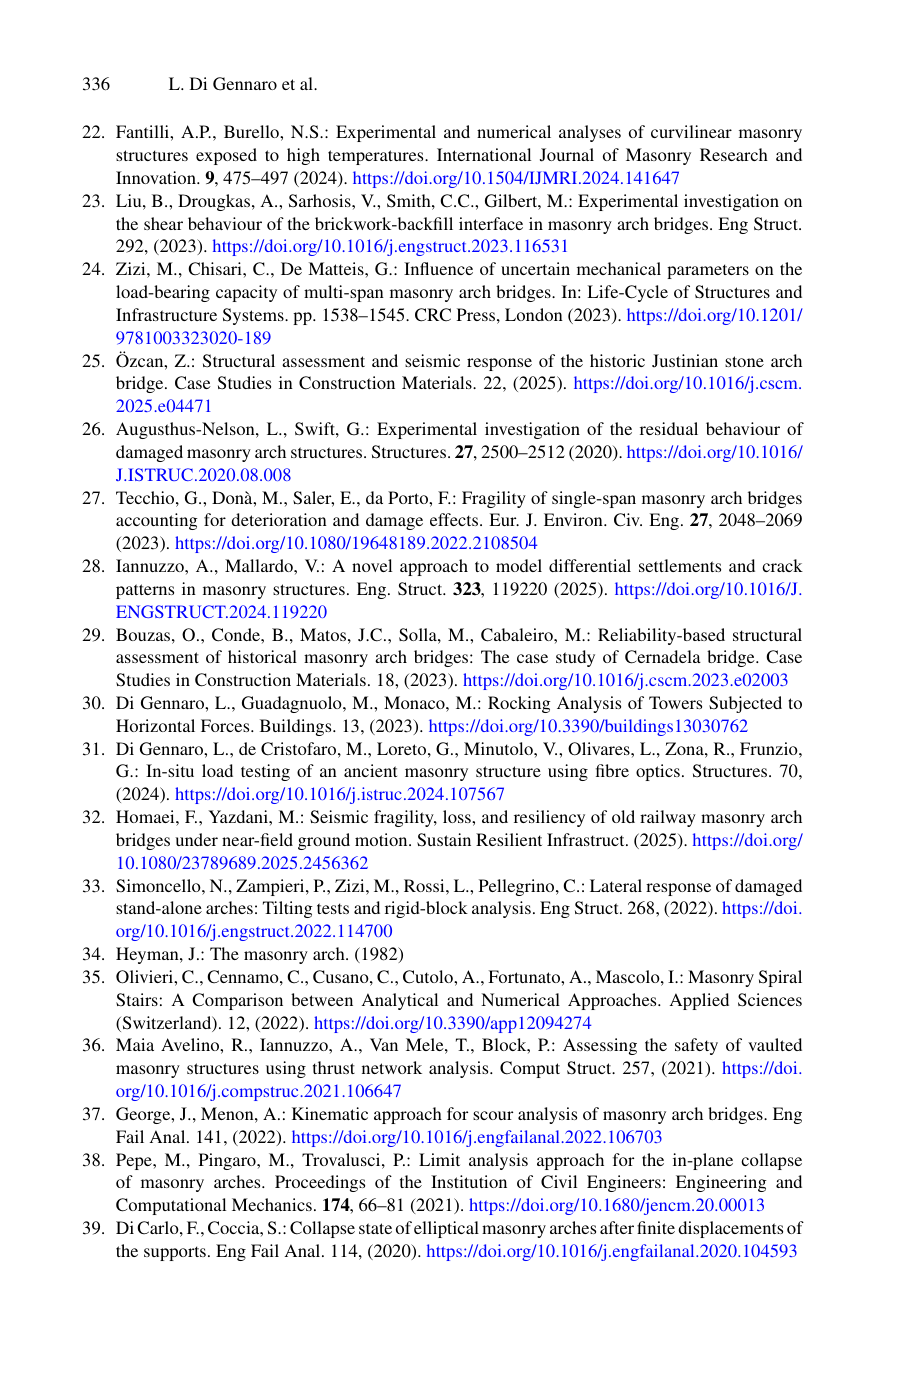 336 L. Di Gennaro et al.
22. Fantilli, A.P., Burello, N.S.: Experimental and numerical analyses of curvilinear masonry
structures exposed to high temperatures. International Journal of Masonry Research and
Innovation. 9, 475–497 (2024). https://doi.org/10.1504/IJMRI.2024.141647
23. Liu, B., Drougkas, A., Sarhosis, V., Smith, C.C., Gilbert, M.: Experimental investigation on
the shear behaviour of the brickwork-backfill interface in masonry arch bridges. Eng Struct.
292, (2023). https://doi.org/10.1016/j.engstruct.2023.116531
24. Zizi, M., Chisari, C., De Matteis, G.: Influence of uncertain mechanical parameters on the
load-bearing capacity of multi-span masonry arch bridges. In: Life-Cycle of Structures and
Infrastructure Systems. pp. 1538–1545. CRC Press, London (2023). https://doi.org/10.1201/
9781003323020-189
25. Özcan, Z.: Structural assessment and seismic response of the historic Justinian stone arch
bridge. Case Studies in Construction Materials. 22, (2025). https://doi.org/10.1016/j.cscm.
2025.e04471
26. Augusthus-Nelson, L., Swift, G.: Experimental investigation of the residual behaviour of
damaged masonry arch structures. Structures. 27, 2500–2512 (2020). https://doi.org/10.1016/
J.ISTRUC.2020.08.008
27. Tecchio, G., Donà, M., Saler, E., da Porto, F.: Fragility of single-span masonry arch bridges
accounting for deterioration and damage effects. Eur. J. Environ. Civ. Eng. 27, 2048–2069
(2023). https://doi.org/10.1080/19648189.2022.2108504
28. Iannuzzo, A., Mallardo, V.: A novel approach to model differential settlements and crack
patterns in masonry structures. Eng. Struct. 323, 119220 (2025). https://doi.org/10.1016/J.
ENGSTRUCT.2024.119220
29. Bouzas, O., Conde, B., Matos, J.C., Solla, M., Cabaleiro, M.: Reliability-based structural
assessment of historical masonry arch bridges: The case study of Cernadela bridge. Case
Studies in Construction Materials. 18, (2023). https://doi.org/10.1016/j.cscm.2023.e02003
30. Di Gennaro, L., Guadagnuolo, M., Monaco, M.: Rocking Analysis of Towers Subjected to
Horizontal Forces. Buildings. 13, (2023). https://doi.org/10.3390/buildings13030762
31. Di Gennaro, L., de Cristofaro, M., Loreto, G., Minutolo, V., Olivares, L., Zona, R., Frunzio,
G.: In-situ load testing of an ancient masonry structure using fibre optics. Structures. 70,
(2024). https://doi.org/10.1016/j.istruc.2024.107567
32. Homaei, F., Yazdani, M.: Seismic fragility, loss, and resiliency of old railway masonry arch
bridges under near-field ground motion. Sustain Resilient Infrastruct. (2025). https://doi.org/
10.1080/23789689.2025.2456362
33. Simoncello, N., Zampieri, P., Zizi, M., Rossi, L., Pellegrino, C.: Lateral response of damaged
stand-alone arches: Tilting tests and rigid-block analysis. Eng Struct. 268, (2022). https://doi.
org/10.1016/j.engstruct.2022.114700
34. Heyman, J.: The masonry arch. (1982)
35. Olivieri, C., Cennamo, C., Cusano, C., Cutolo, A., Fortunato, A., Mascolo, I.: Masonry Spiral
Stairs: A Comparison between Analytical and Numerical Approaches. Applied Sciences
(Switzerland). 12, (2022). https://doi.org/10.3390/app12094274
36. Maia Avelino, R., Iannuzzo, A., Van Mele, T., Block, P.: Assessing the safety of vaulted
masonry structures using thrust network analysis. Comput Struct. 257, (2021). https://doi.
org/10.1016/j.compstruc.2021.106647
37. George, J., Menon, A.: Kinematic approach for scour analysis of masonry arch bridges. Eng
Fail Anal. 141, (2022). https://doi.org/10.1016/j.engfailanal.2022.106703
38. Pepe, M., Pingaro, M., Trovalusci, P.: Limit analysis approach for the in-plane collapse
of masonry arches. Proceedings of the Institution of Civil Engineers: Engineering and
Computational Mechanics. 174, 66–81 (2021). https://doi.org/10.1680/jencm.20.00013
39. Di Carlo, F., Coccia, S.: Collapse state of elliptical masonry arches after finite displacements of
the supports. Eng Fail Anal. 114, (2020). https://doi.org/10.1016/j.engfailanal.2020.104593